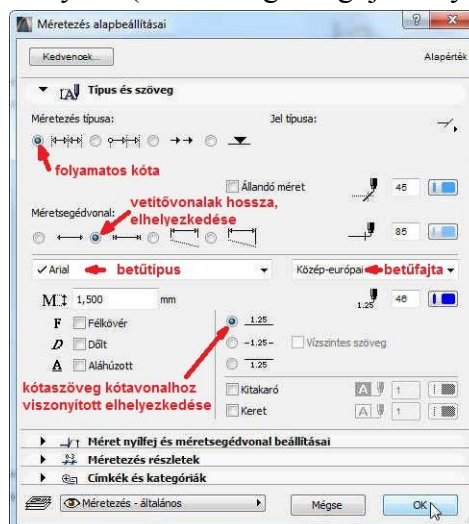 Méretezés alapbeállításai
Kedvencek...
Alapérték
Típus és szöveg
Méretezés típusa:
Jel típusa:
folyamatos kóta
vetítővonalak hossza,
elhelyezkedése
Állandó méret
45
Méretsegédvonal:
85
Arial
betűtípus
Közép-európai
betűfajta
M
1,500
mm
1.25
46
F
Félkövér
1.25
D
Dőlt
-1.25-
Vízszintes szöveg
A
Aláhúzott
1.25
kótaszöveg kótavonalhoz
viszonyított elhelyezkedése
Kitakaró
A
1
Keret
A
1
Méret nyílfej és méretsegédvonal beállításai
Méretezés részletek
Címkék és kategóriák
Méretezés - általános
Mégse
OK